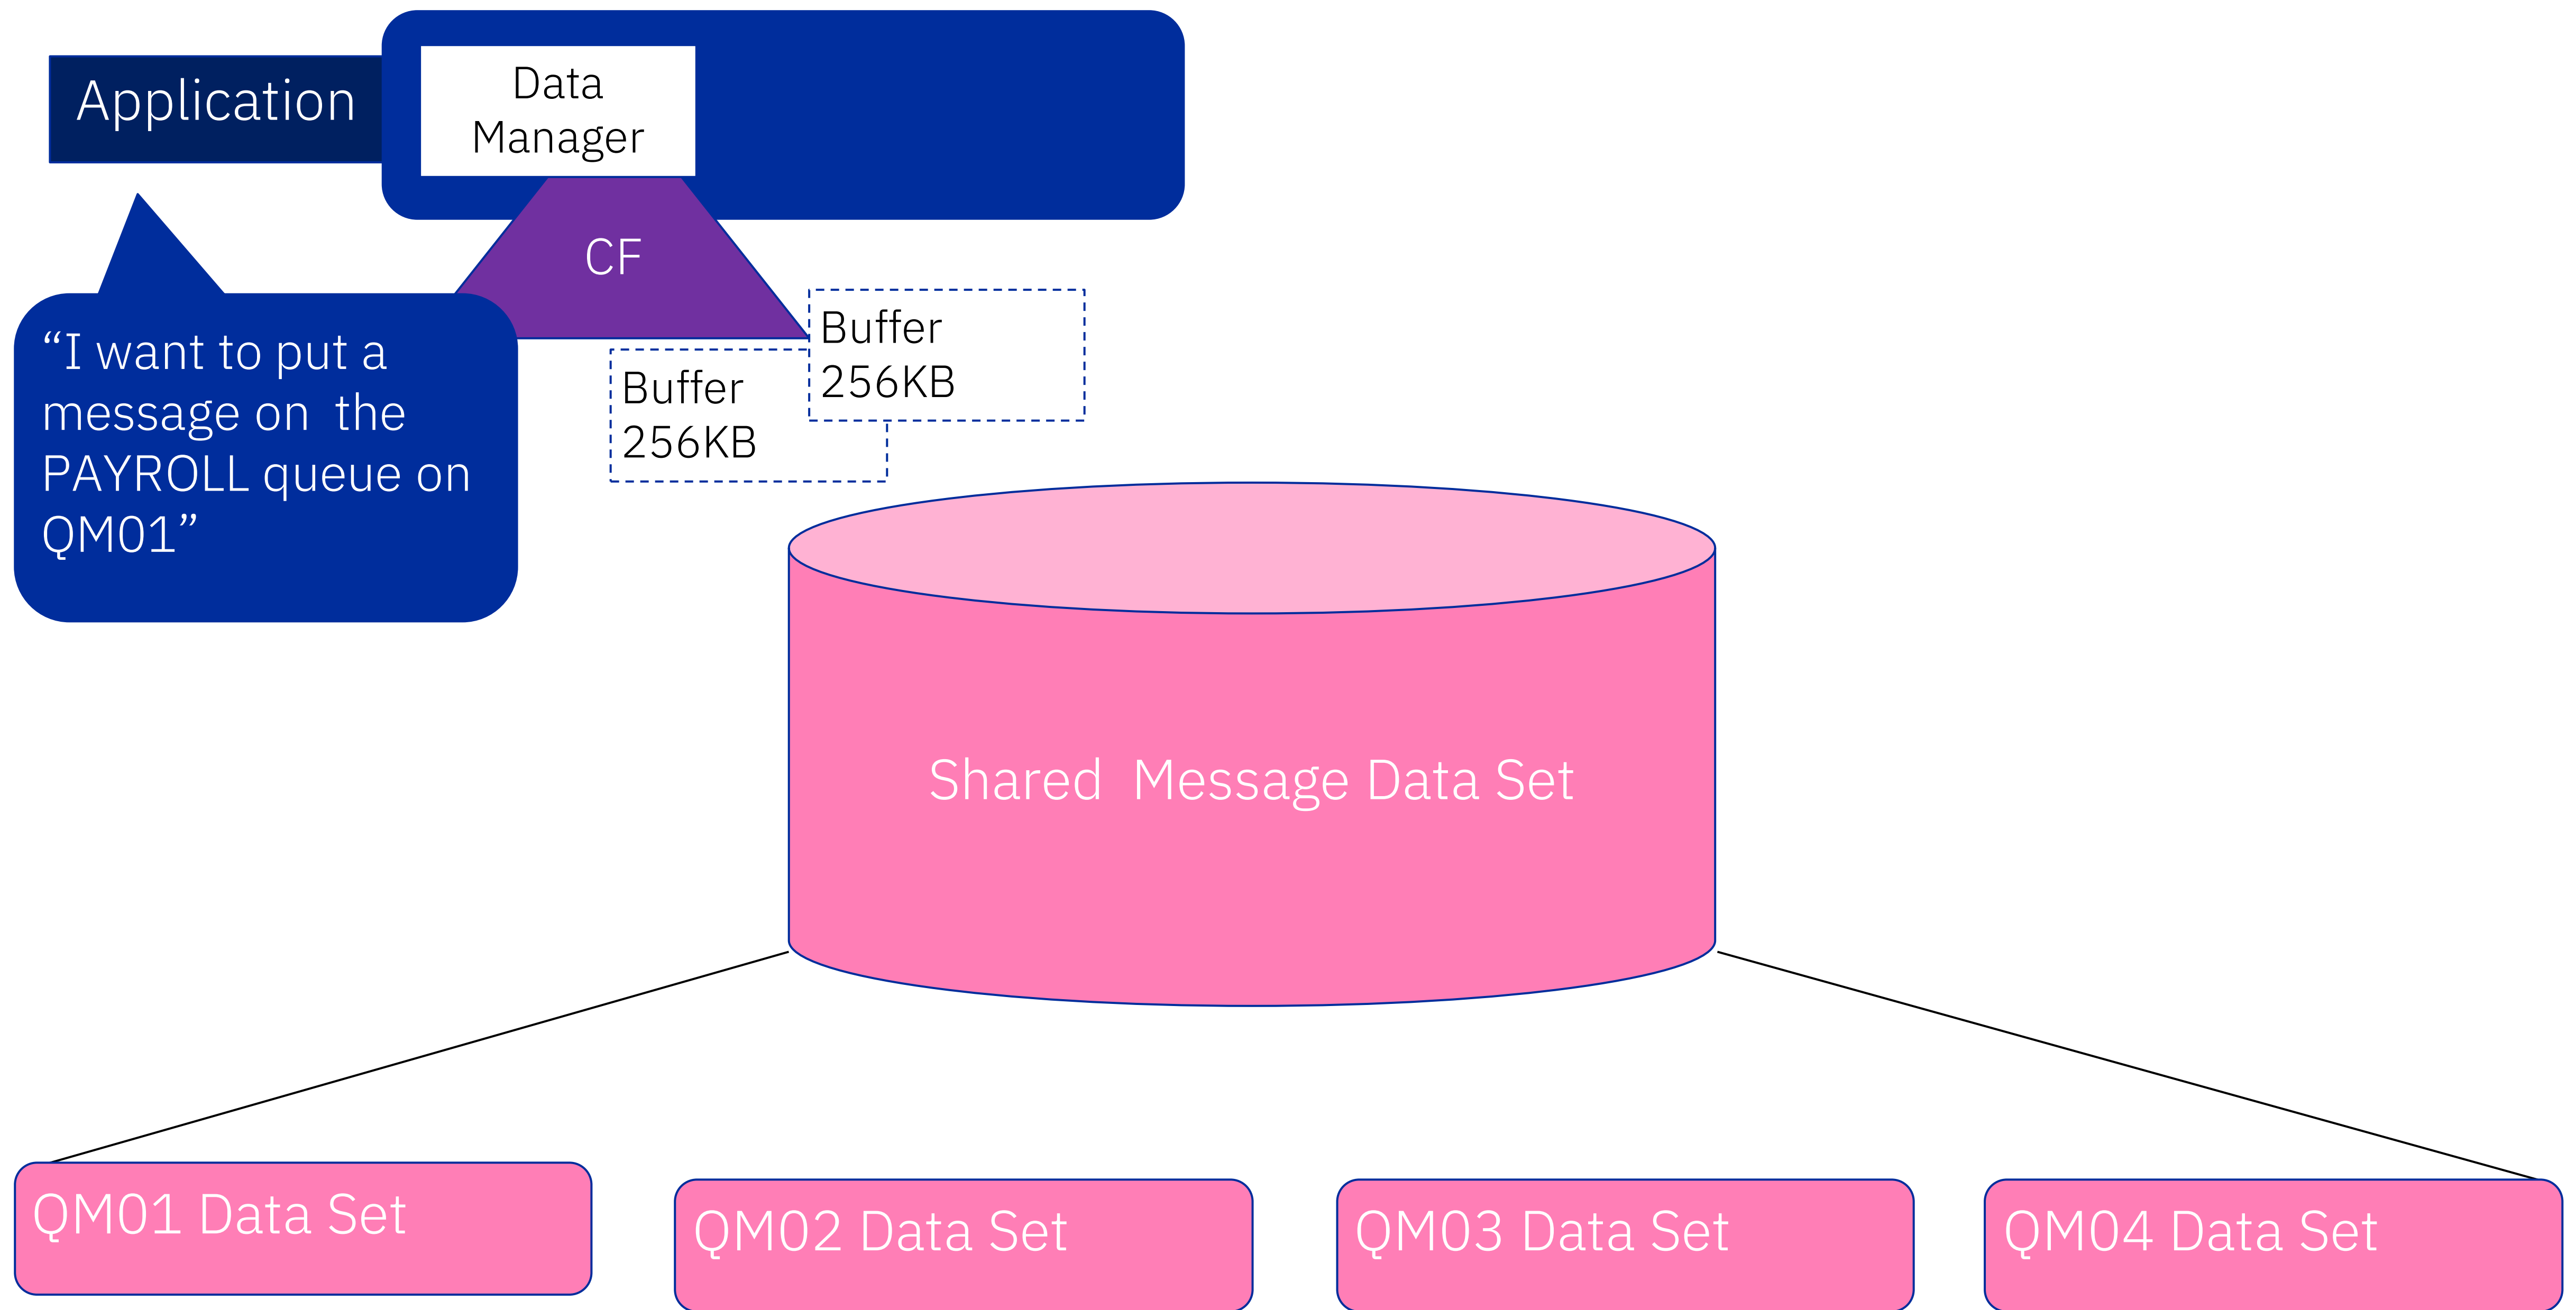 Application
Data
Manager
CF
“I want to put a
message on  the
PAYROLL queue on
QM01”
Buffer
256KB
Buffer
256KB
Shared  Message Data Set
QM01 Data Set
QM02 Data Set
QM03 Data Set
QM04 Data Set